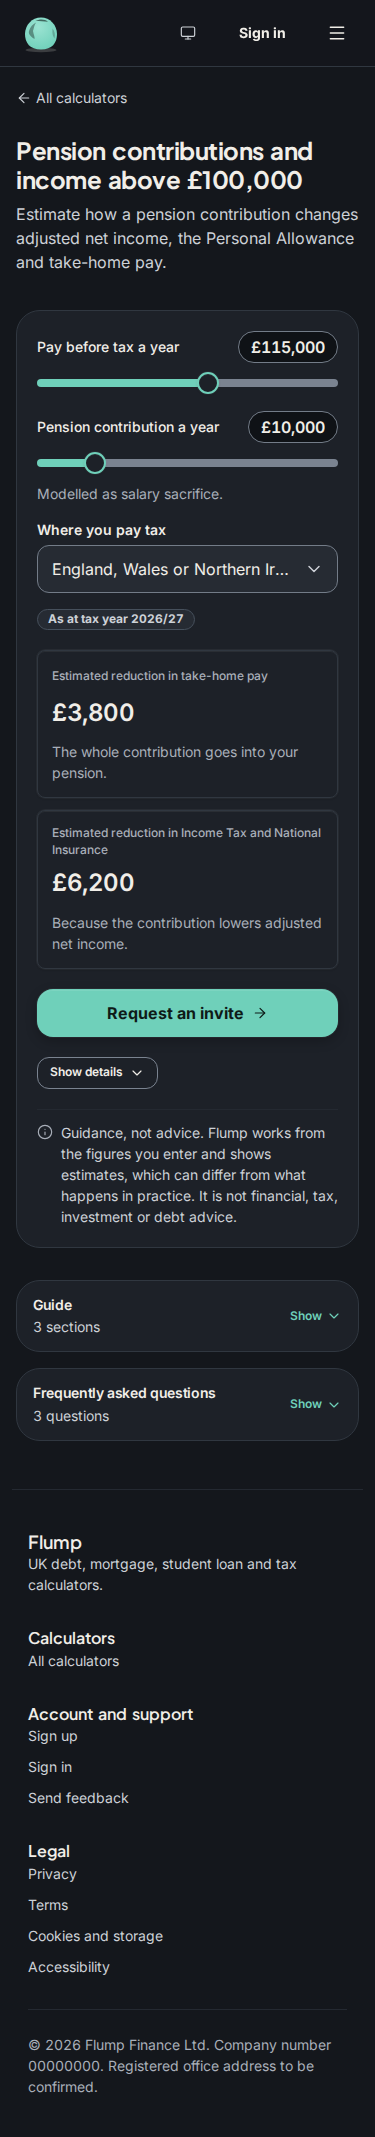 Sign in
All calculators
Pension contributions and
income above £100,000
Estimate how a pension contribution changes
adjusted net income, the Personal Allowance
and take-home pay.
Pay before tax a year
£115,000
Pension contribution a year
£10,000
Modelled as salary sacrifice.
Where you pay tax
England, Wales or Northern Ir...
As at tax year 2026/27
Estimated reduction in take-home pay
£3,800
The whole contribution goes into your
pension.
Estimated reduction in Income Tax and National
Insurance
£6,200
Because the contribution lowers adjusted
net income.
Request an invite
Show details
Guidance, not advice. Flump works from
the figures you enter and shows
estimates, which can differ from what
happens in practice. It is not financial, tax,
investment or debt advice.
Guide
3 sections
Show
Frequently asked questions
3 questions
Show
Flump
UK debt, mortgage, student loan and tax
calculators.
Calculators
All calculators
Account and support
Sign up
Sign in
Send feedback
Legal
Privacy
Terms
Cookies and storage
Accessibility
© 2026 Flump Finance Ltd. Company number
00000000. Registered office address to be
confirmed.